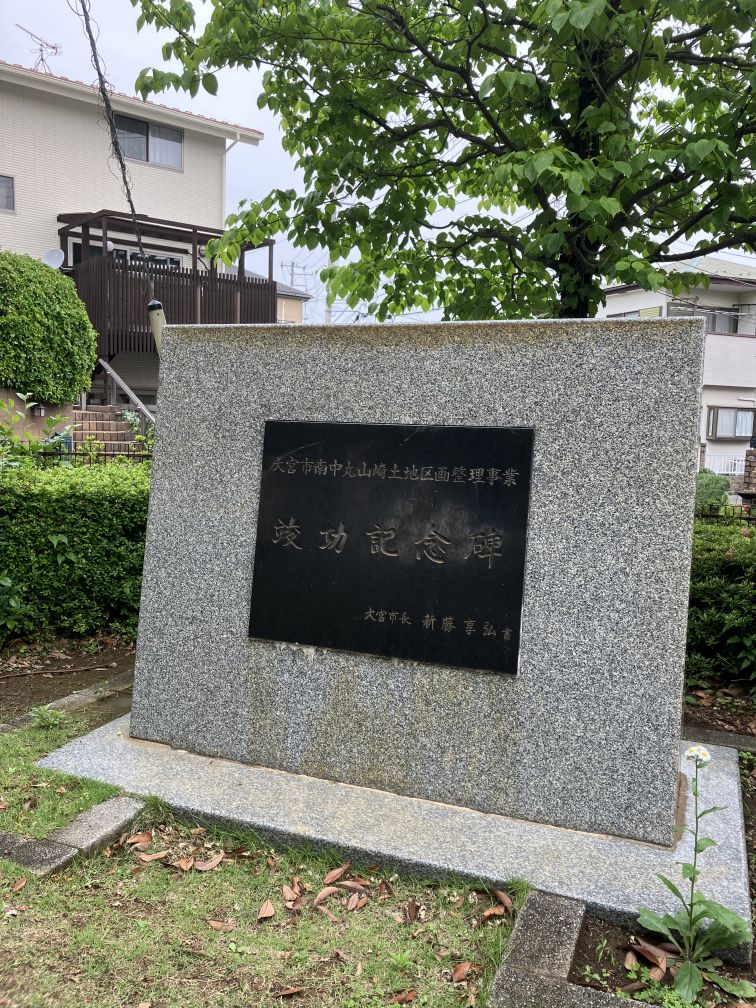 大宮市南中丸山崎土地区画整理事業
竣功記念碑
大宮市長 新藤享弘書